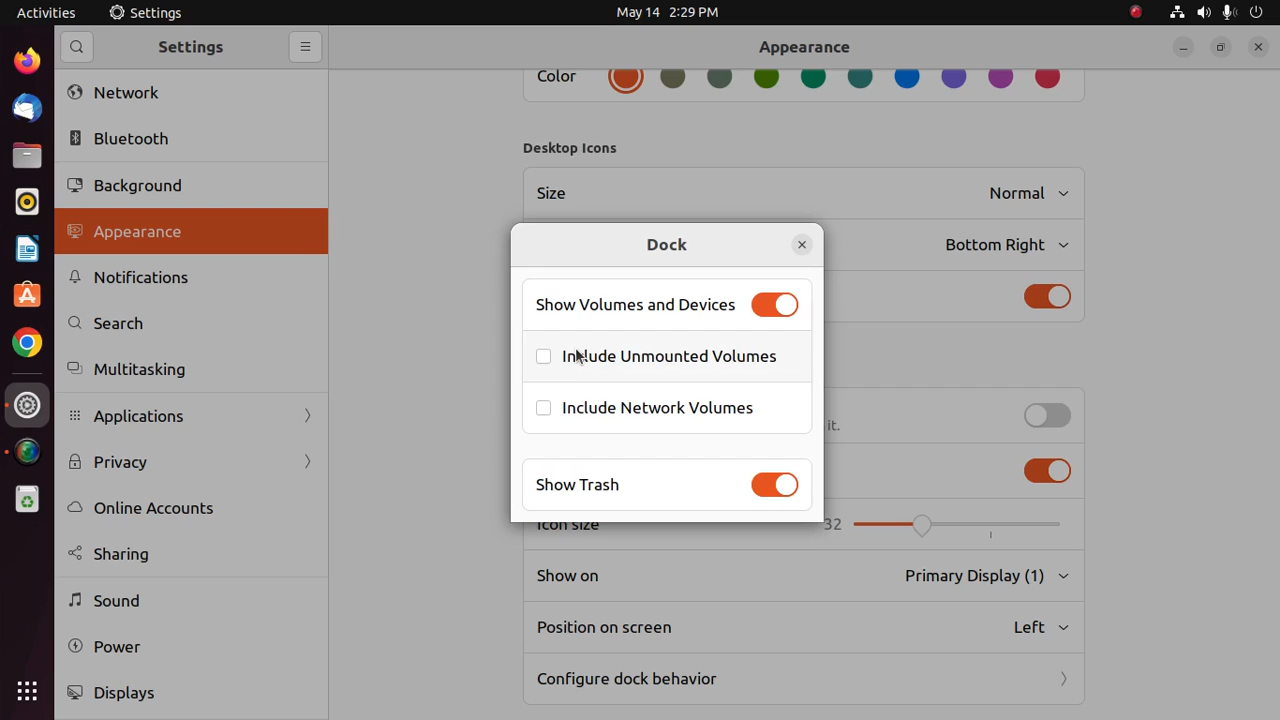 Activities
Settings
May 14 2:29 PM
Settings
Appearance
Network
Bluetooth
Background
Appearance
Notifications
Search
Multitasking
Applications
Privacy
Online Accounts
Sharing
Sound
Power
Displays
Color
Desktop Icons
Size Normal
Bottom Right
Dock
Show Volumes and Devices
Include Unmounted Volumes
Include Network Volumes
Show Trash
it.
Icon size 32
Show on Primary Display (1)
Position on screen Left
Configure dock behavior